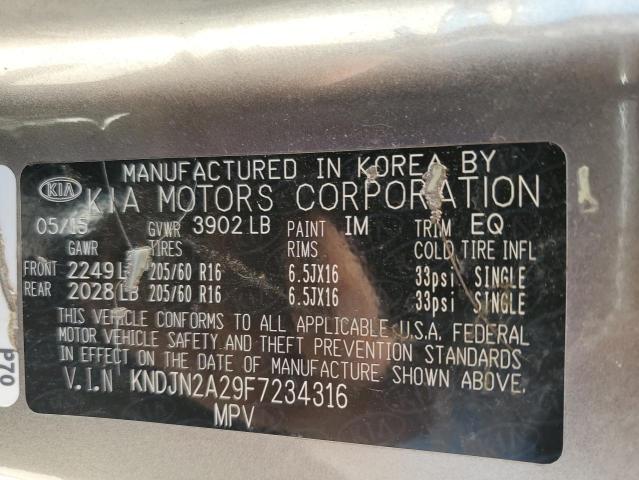 MANUFACTURED IN KOREA BY
KIA KIA MOTORS CORPORATION
05/15 GVWR 3902 LB PAINT IM TRIM EQ
GAWR TIRES RIMS COLD TIRE INFL
FRONT 2249 LB 205/60 R16 6.5JX16 33psi SINGLE
REAR 2028 LB 205/60 R16 6.5JX16 33psi SINGLE
THIS VEHICLE CONFORMS TO ALL APPLICABLE U.S.A. FEDERAL
MOTOR VEHICLE SAFETY AND THEFT PREVENTION STANDARDS
IN EFFECT ON THE DATE OF MANUFACTURE SHOWN ABOVE.
V.I.N KNDJN2A29F7234316
MPV
P70